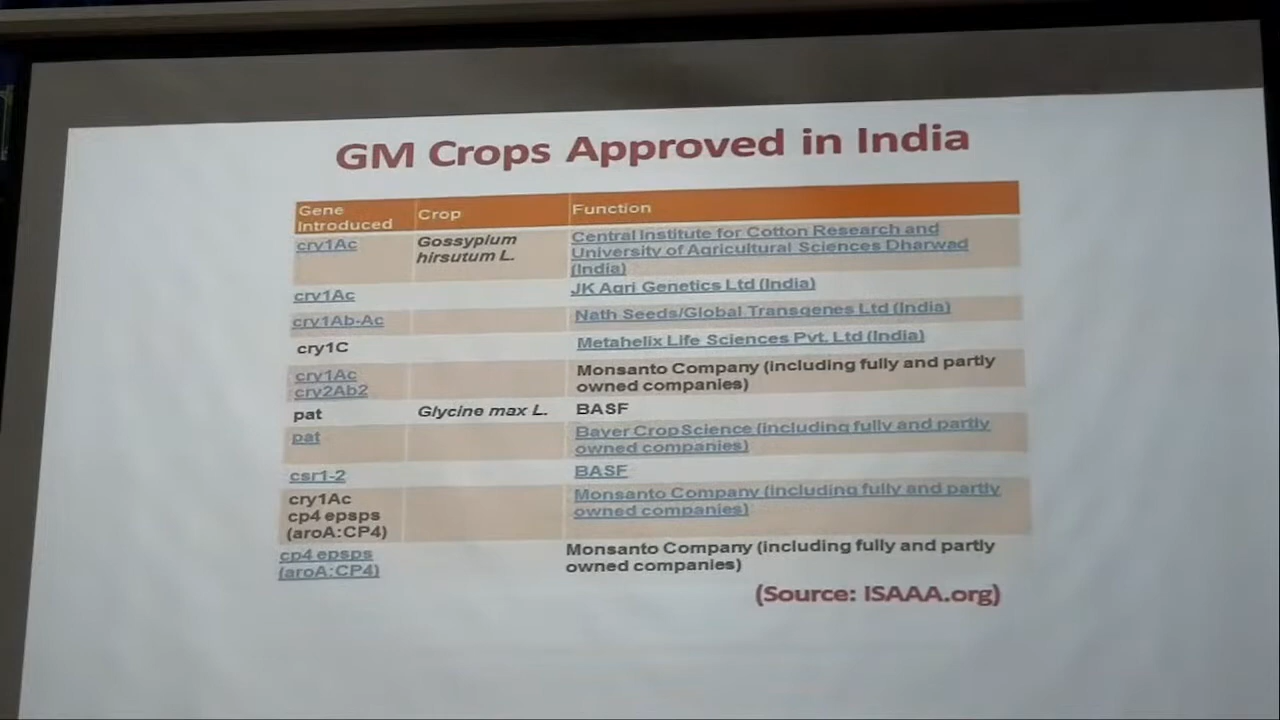 GM Crops Approved in India
Gene
Introduced
Crop
Function
cry1Ac
Gossypium
hirsutum L.
Central Institute for Cotton Research and
University of Agricultural Sciences Dharwad
(India)
cry1Ac
JK Agri Genetics Ltd (India)
cry1Ab-Ac
Nath Seeds/Global Transgenes Ltd (India)
cry1C
Metahelix Life Sciences Pvt. Ltd (India)
cry1Ac
cry2Ab2
Monsanto Company (including fully and partly
owned companies)
pat
Glycine max L.
BASF
pat
Bayer CropScience (including fully and partly
owned companies)
csr1-2
BASF
cry1Ac
cp4 epsps
(aroA:CP4)
Monsanto Company (including fully and partly
owned companies)
cp4 epsps
(aroA:CP4)
Monsanto Company (including fully and partly
owned companies)
(Source: ISAAA.org)